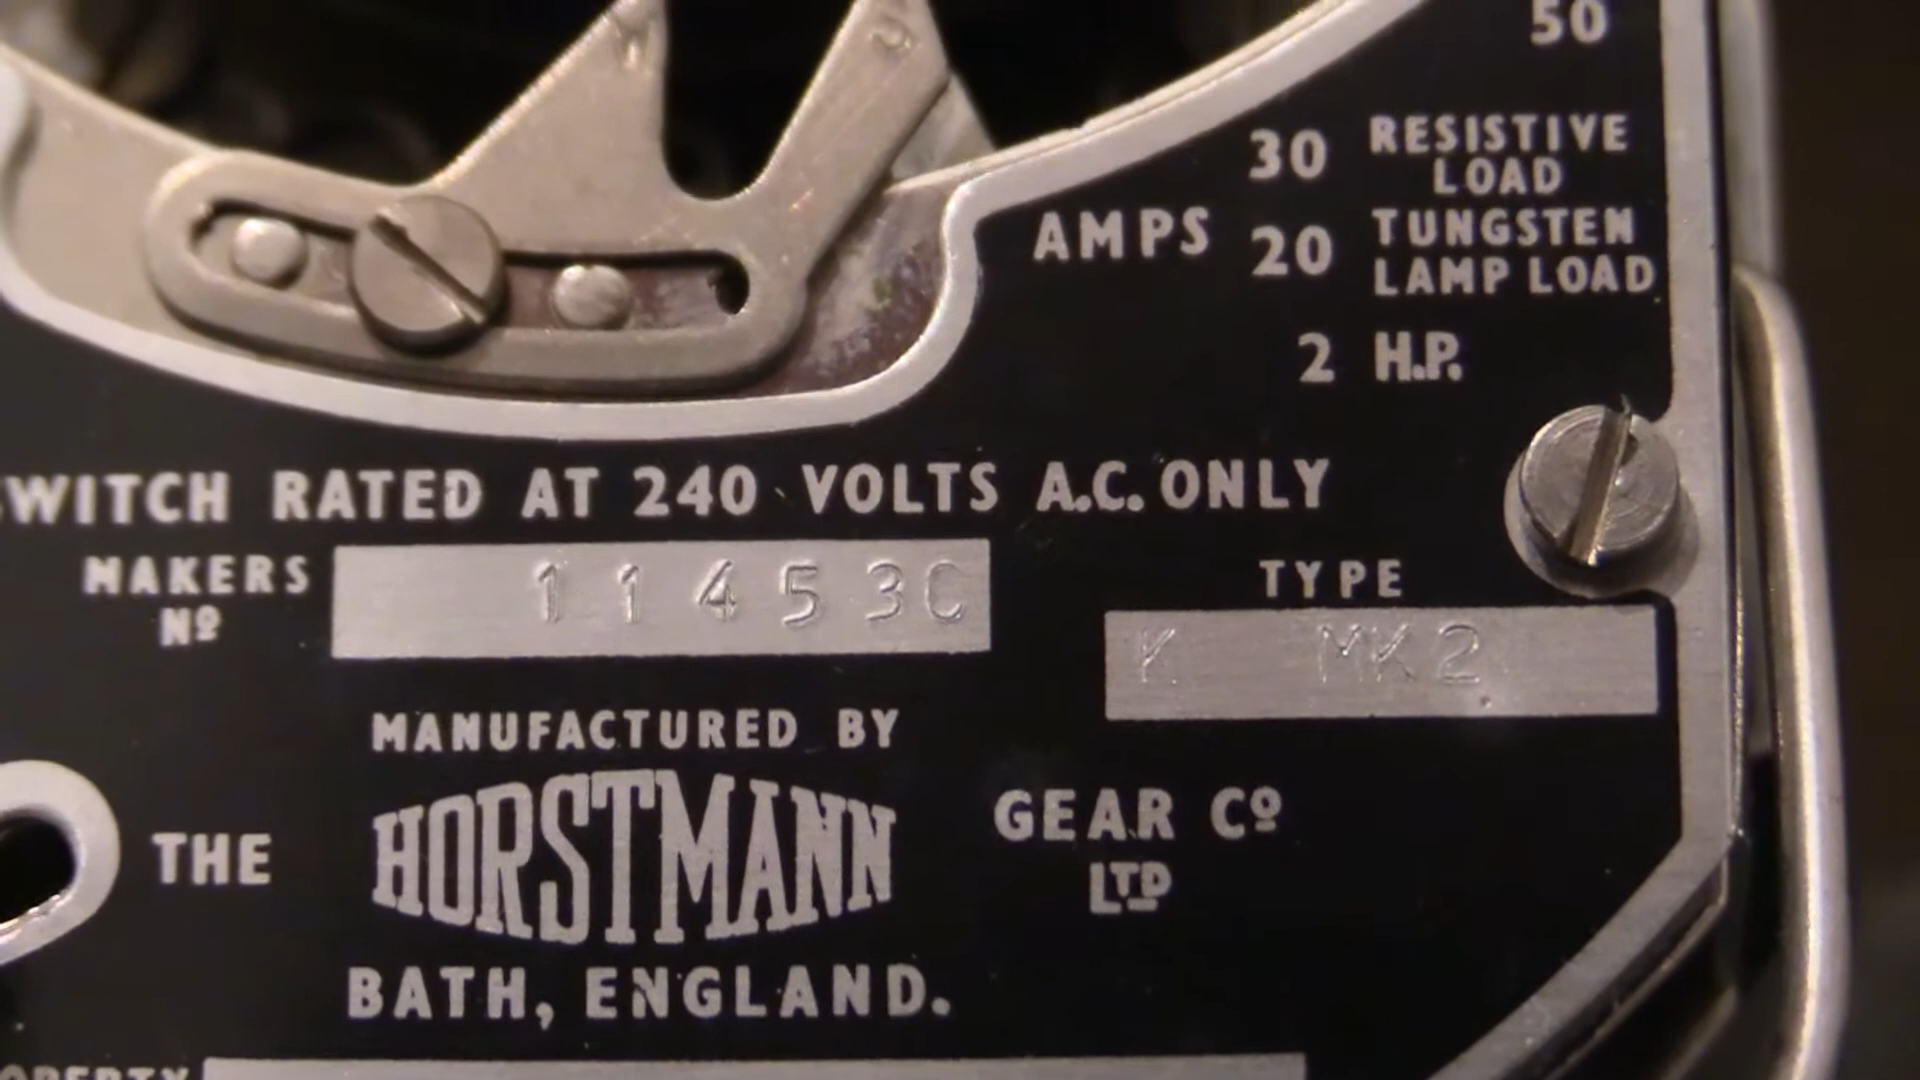 50
30 RESISTIVE LOAD
AMPS 20 TUNGSTEN LAMP LOAD
2 H.P.
SWITCH RATED AT 240 VOLTS A.C. ONLY
MAKERS Nº 11453C
TYPE
K MK2
MANUFACTURED BY
THE HORSTMANN GEAR Cº LTD
BATH, ENGLAND.